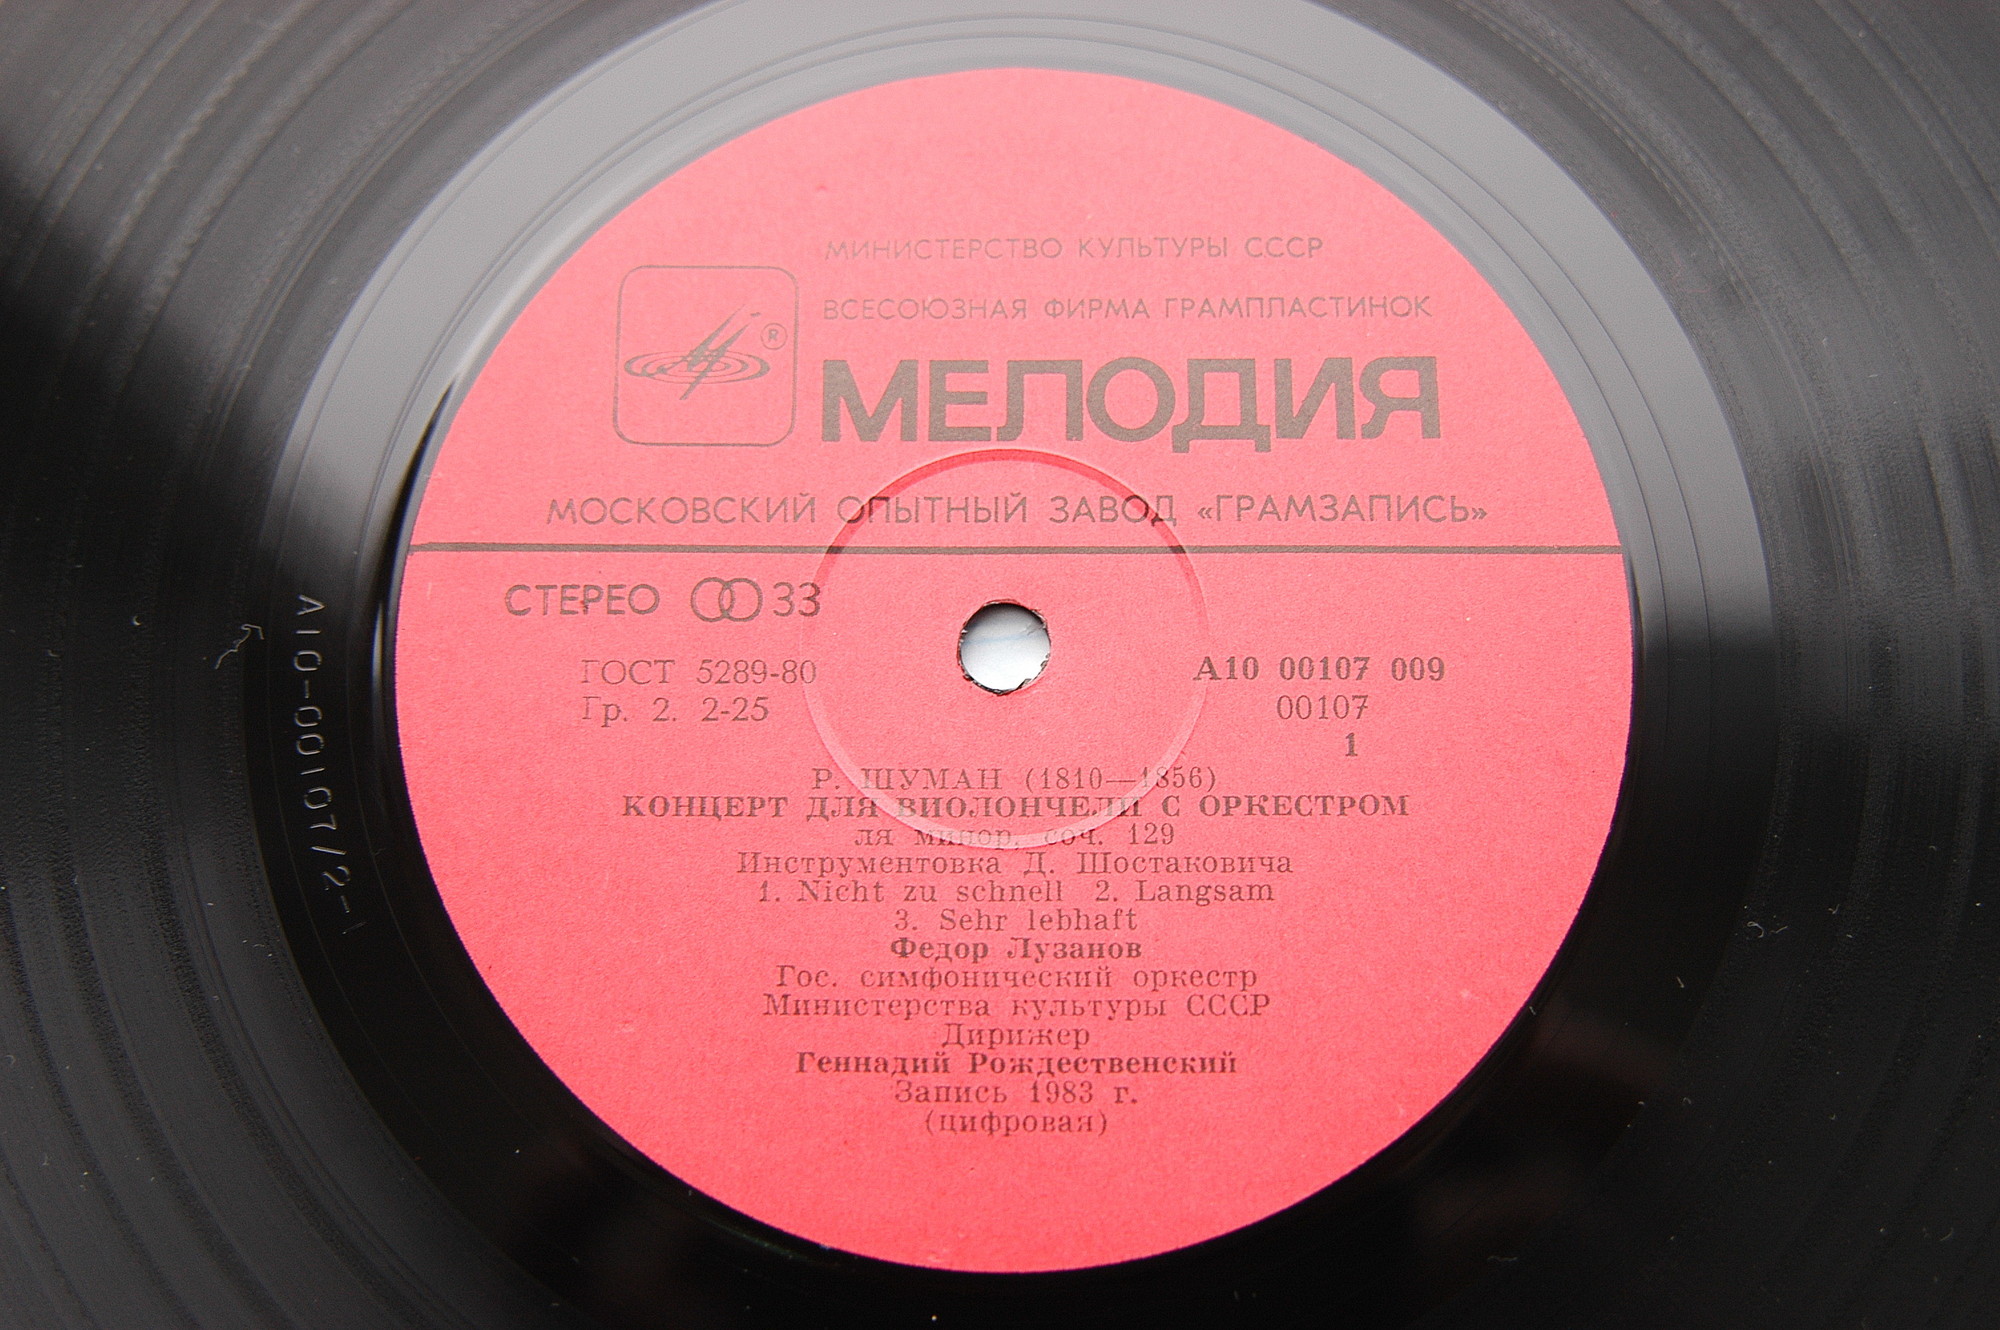 МИНИСТЕРСТВО КУЛЬТУРЫ СССР
ВСЕСОЮЗНАЯ ФИРМА ГРАМПЛАСТИНОК
®
МЕЛОДИЯ
МОСКОВСКИЙ ОПЫТНЫЙ ЗАВОД «ГРАМЗАПИСЬ»
СТЕРЕО 33
ГОСТ 5289-80
Гр. 2. 2-25
А10 00107 009
00107
1
Р. ШУМАН (1810—1856)
КОНЦЕРТ ДЛЯ ВИОЛОНЧЕЛИ С ОРКЕСТРОМ
ля минор, соч. 129
Инструментовка Д. Шостаковича
1. Nicht zu schnell 2. Langsam
3. Sehr lebhaft
Федор Лузанов
Гос. симфонический оркестр
Министерства культуры СССР
Дирижер
Геннадий Рождественский
Запись 1983 г.
(цифровая)
А10-00107/2-1